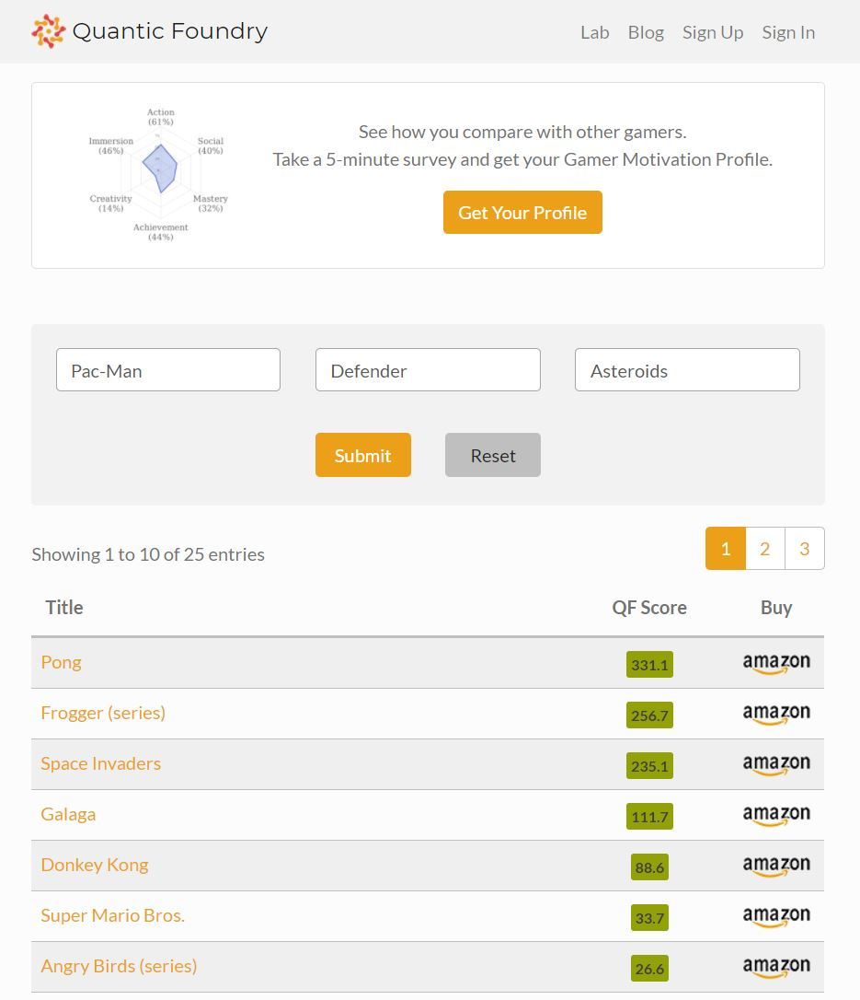 Quantic Foundry
Lab Blog Sign Up Sign In
Action
(61%)
Immersion
(46%)
Social
(40%)
Creativity
(14%)
Mastery
(32%)
Achievement
(44%)
See how you compare with other gamers.
Take a 5-minute survey and get your Gamer Motivation Profile.
Get Your Profile
Pac-Man Defender Asteroids
Submit Reset
Showing 1 to 10 of 25 entries
1 2 3
Title QF Score Buy
Pong 331.1 amazon
Frogger (series) 256.7 amazon
Space Invaders 235.1 amazon
Galaga 111.7 amazon
Donkey Kong 88.6 amazon
Super Mario Bros. 33.7 amazon
Angry Birds (series) 26.6 amazon